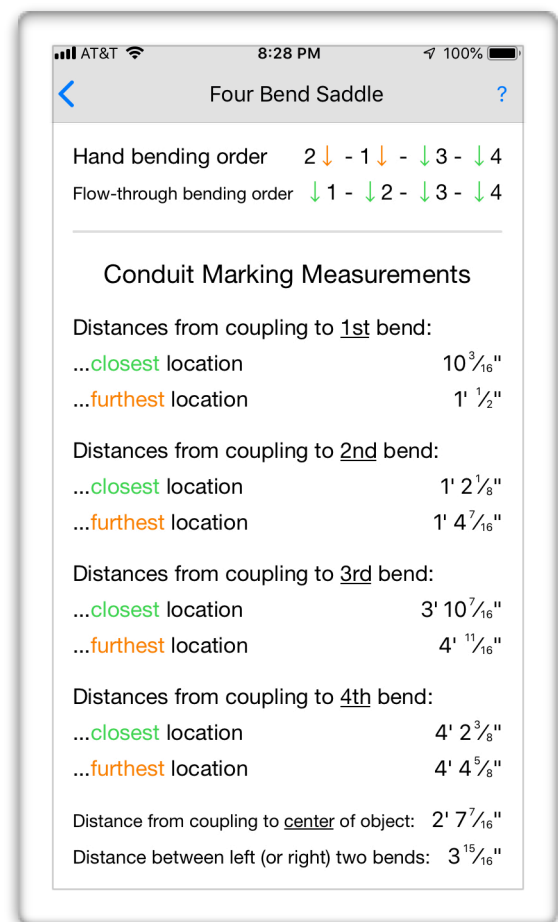 AT&T 8:28 PM 100%
Four Bend Saddle ?
Hand bending order 2↓ - 1↓ - ↓3 - ↓4
Flow-through bending order ↓1 - ↓2 - ↓3 - ↓4
Conduit Marking Measurements
Distances from coupling to 1st bend:
...closest location 10 3⁄16"
...furthest location 1' 1⁄2"
Distances from coupling to 2nd bend:
...closest location 1' 2 1⁄8"
...furthest location 1' 4 7⁄16"
Distances from coupling to 3rd bend:
...closest location 3' 10 7⁄16"
...furthest location 4' 11⁄16"
Distances from coupling to 4th bend:
...closest location 4' 2 3⁄8"
...furthest location 4' 4 5⁄8"
Distance from coupling to center of object: 2' 7 7⁄16"
Distance between left (or right) two bends: 3 15⁄16"